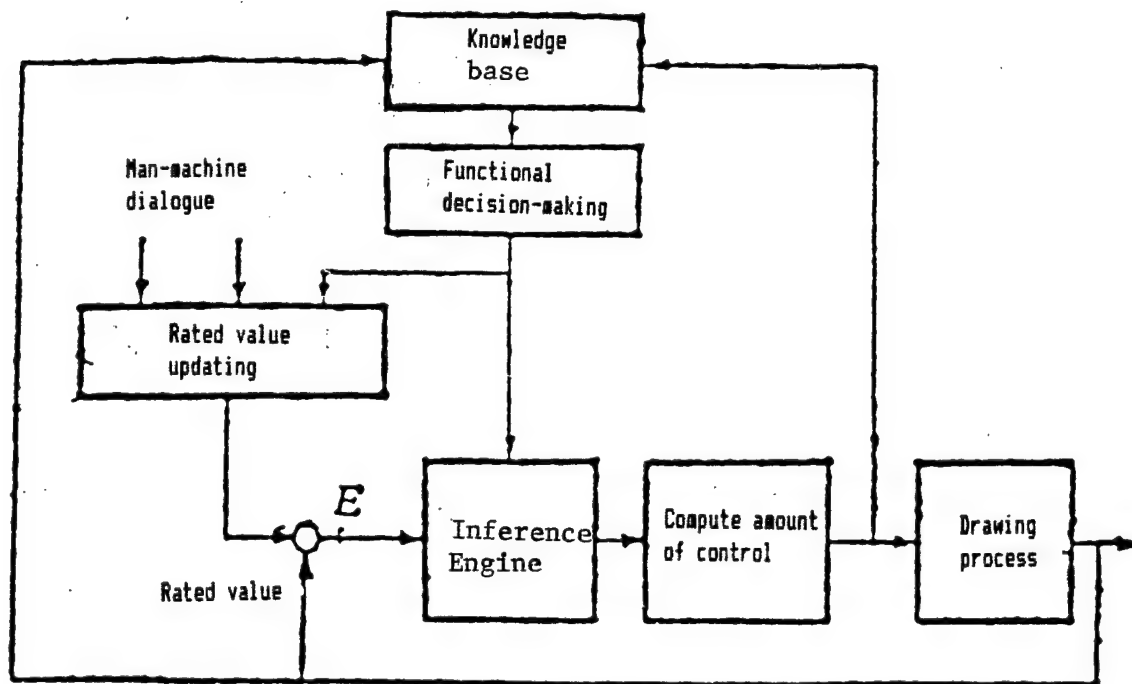 Knowledge
base
Man-machine
dialogue
Functional
decision-making
Rated value
updating
E
Inference
Engine
Compute amount
of control
Drawing
process
Rated value